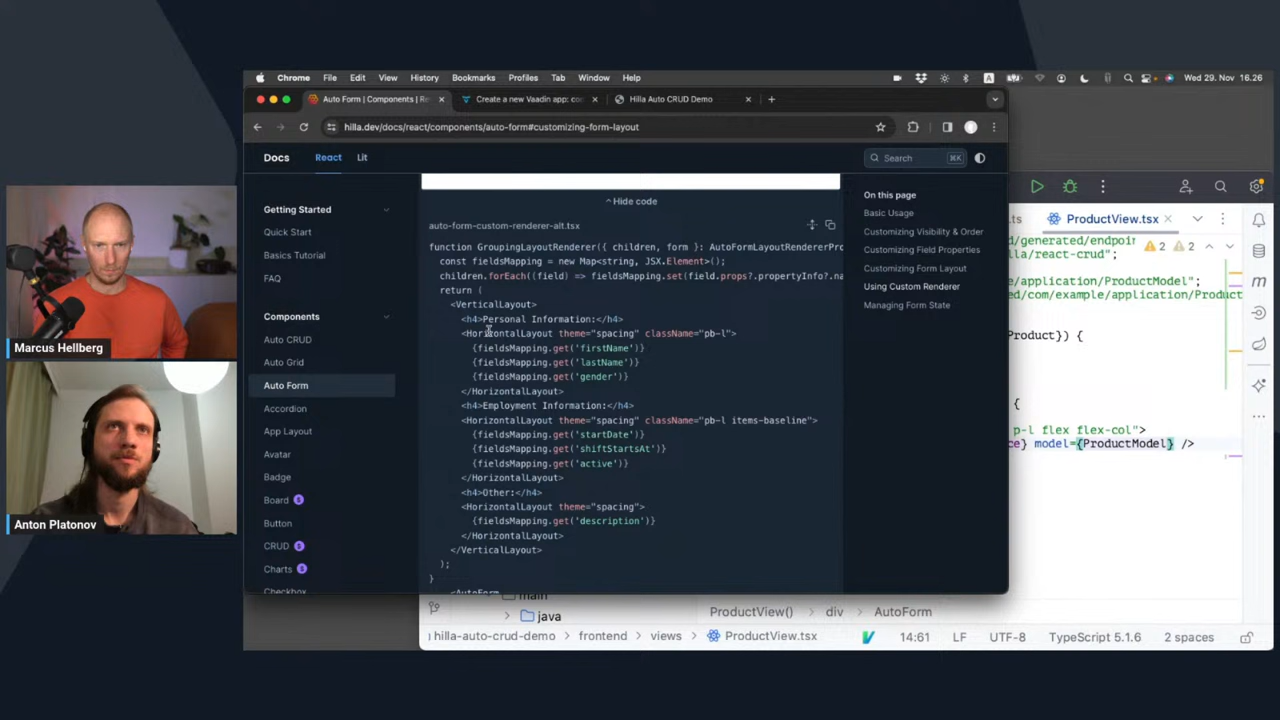 Chrome File Edit View History Bookmarks Profiles Tab Window Help
A
Wed 29. Nov 16.26
Auto Form | Components | Re
Create a new Vaadin app: co
Hilla Auto CRUD Demo
hilla.dev/docs/react/components/auto-form#customizing-form-layout
Docs React Lit
Search ⌘K
Getting Started
Quick Start
Basics Tutorial
FAQ
Components
Auto CRUD
Auto Grid
Auto Form
Accordion
App Layout
Avatar
Badge
Board $
Button
CRUD $
Charts $
Checkbox
Hide code
auto-form-custom-renderer-alt.tsx
function GroupingLayoutRenderer({ children, form }: AutoFormLayoutRendererPro
const fieldsMapping = new Map<string, JSX.Element>();
children.forEach((field) => fieldsMapping.set(field.props?.propertyInfo?.na
return (
<VerticalLayout>
<h4>Personal Information:</h4>
<HorizontalLayout theme="spacing" className="pb-l">
{fieldsMapping.get('firstName')}
{fieldsMapping.get('lastName')}
{fieldsMapping.get('gender')}
</HorizontalLayout>
<h4>Employment Information:</h4>
<HorizontalLayout theme="spacing" className="pb-l items-baseline">
{fieldsMapping.get('startDate')}
{fieldsMapping.get('shiftStartsAt')}
{fieldsMapping.get('active')}
</HorizontalLayout>
<h4>Other:</h4>
<HorizontalLayout theme="spacing">
{fieldsMapping.get('description')}
</HorizontalLayout>
</VerticalLayout>
);
}
<AutoForm
On this page
Basic Usage
Customizing Visibility & Order
Customizing Field Properties
Customizing Form Layout
Using Custom Renderer
Managing Form State
.ts
ProductView.tsx
/generated/endpoint
2 2
lla/react-crud";
e/application/ProductModel";
ed/com/example/application/Product
Product}) {
{
p-l flex flex-col">
ce} model={ProductModel} />
main
java
ProductView() div AutoForm
hilla-auto-crud-demo frontend views ProductView.tsx
14:61 LF UTF-8 TypeScript 5.1.6 2 spaces
Marcus Hellberg
Anton Platonov